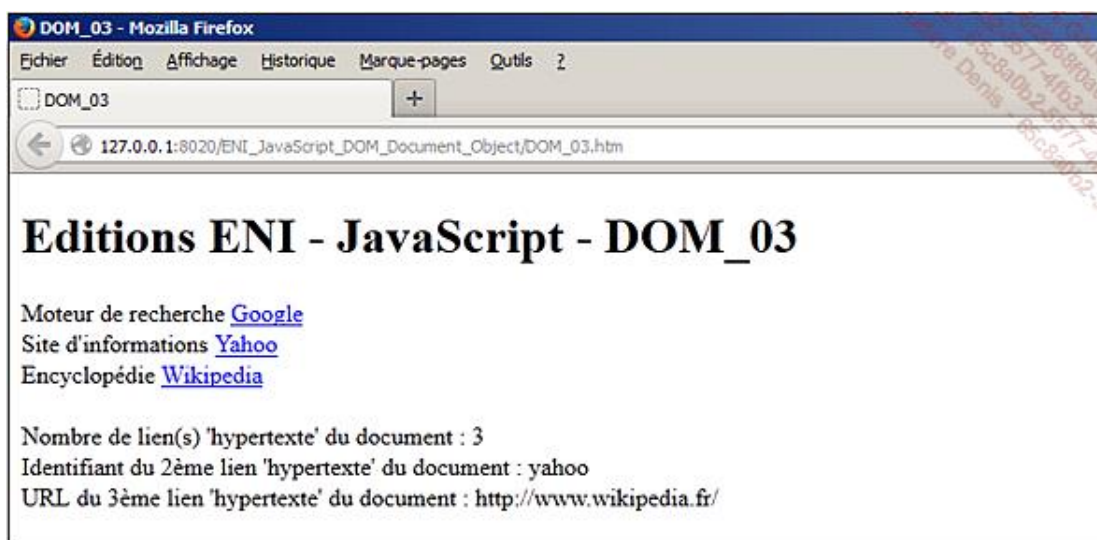 DOM_03 - Mozilla Firefox
Fichier Édition Affichage Historique Marque-pages Outils ?
DOM_03 +
127.0.0.1:8020/ENI_JavaScript_DOM_Document_Object/DOM_03.htm
Editions ENI - JavaScript - DOM_03
Moteur de recherche Google
Site d'informations Yahoo
Encyclopédie Wikipedia
Nombre de lien(s) 'hypertexte' du document : 3
Identifiant du 2ème lien 'hypertexte' du document : yahoo
URL du 3ème lien 'hypertexte' du document : http://www.wikipedia.fr/